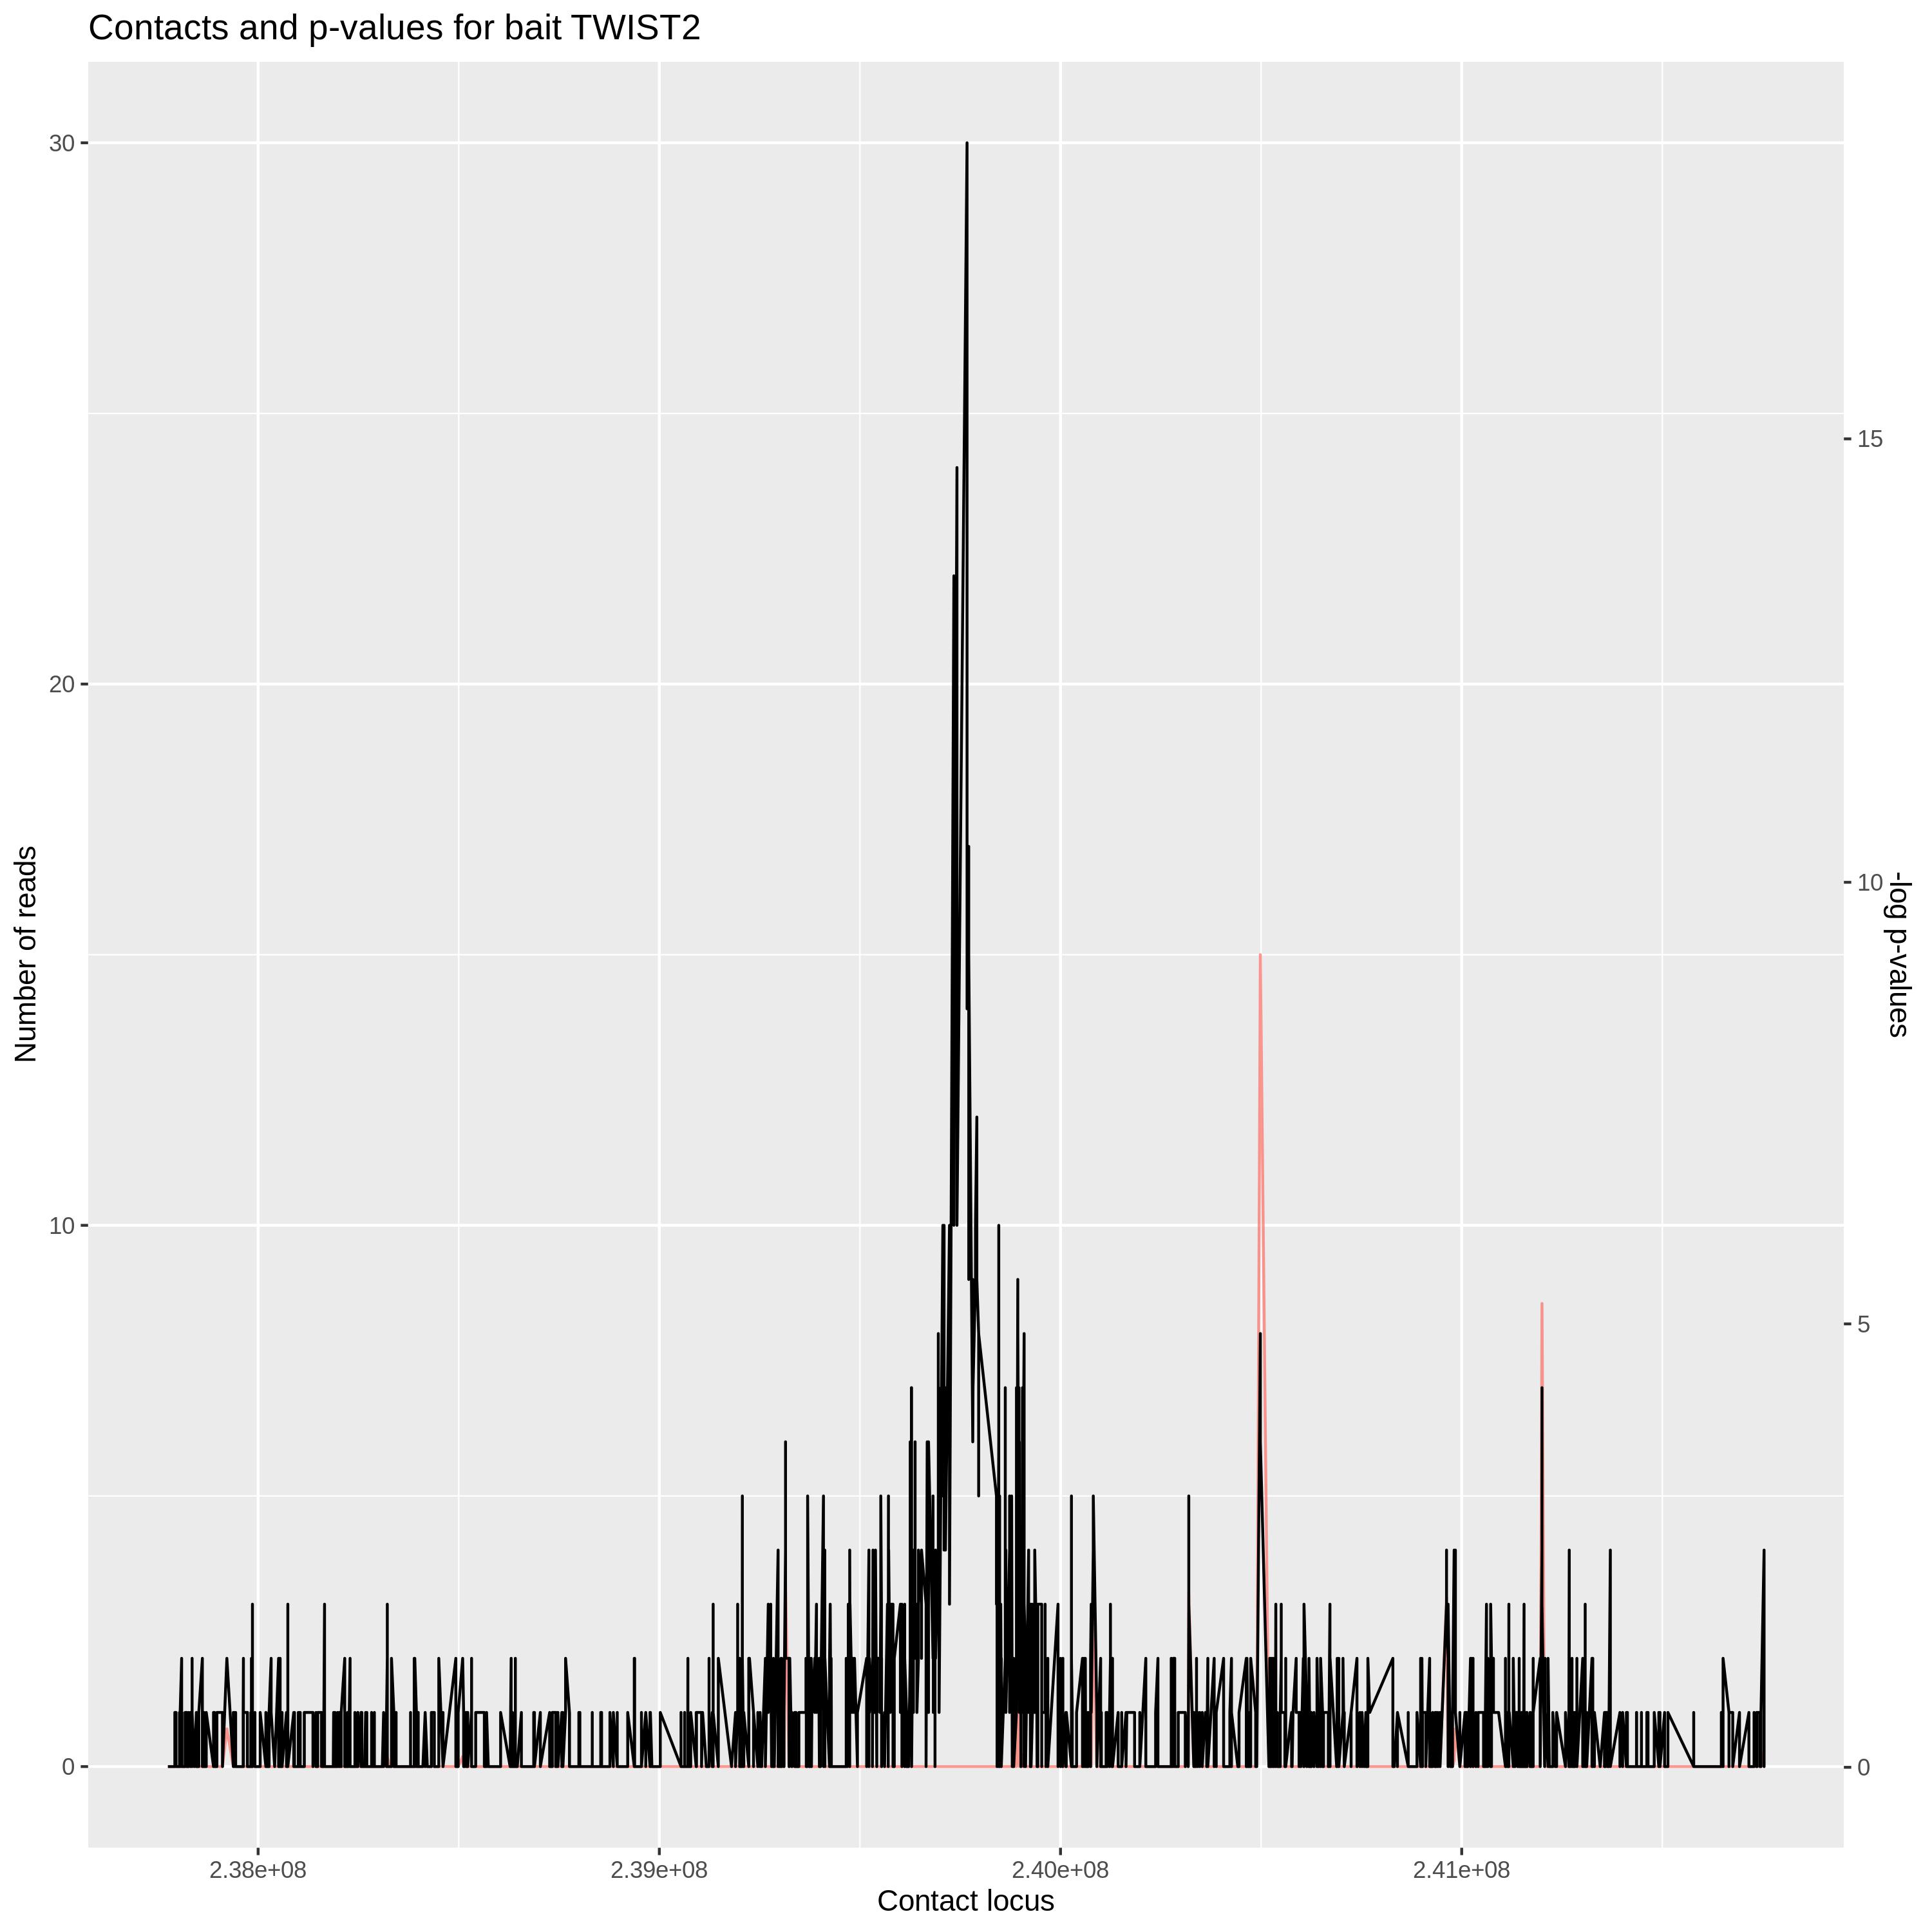 Contacts and p-values for bait TWIST2
30
20
10
0
Number of reads
15
10
5
0
-log p-values
2.38e+08 2.39e+08 2.40e+08 2.41e+08
Contact locus